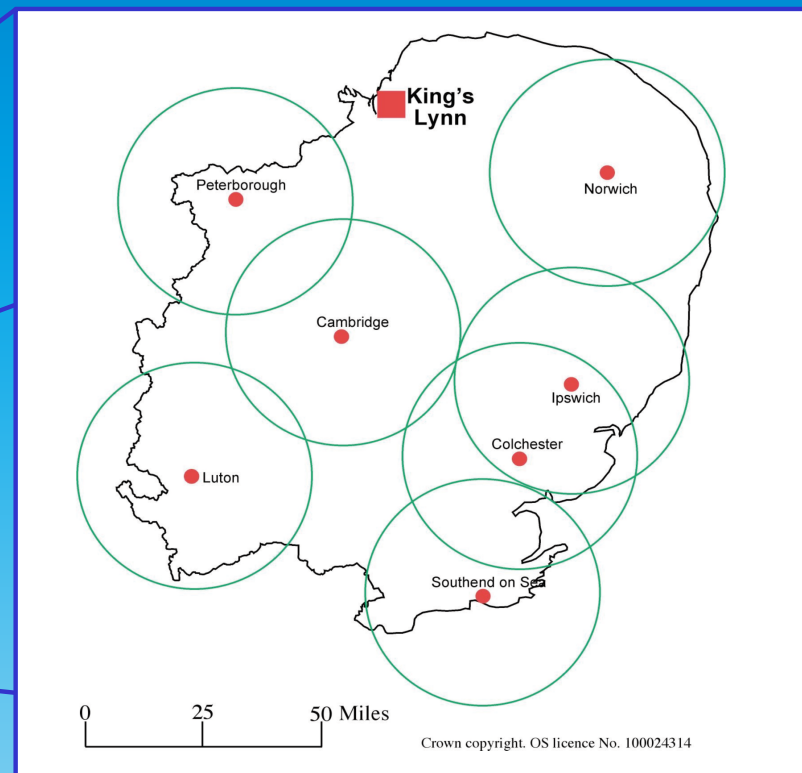 King's
Lynn
Peterborough
Norwich
Cambridge
Ipswich
Colchester
Luton
Southend on Sea
0 25 50 Miles
Crown copyright. OS licence No. 100024314